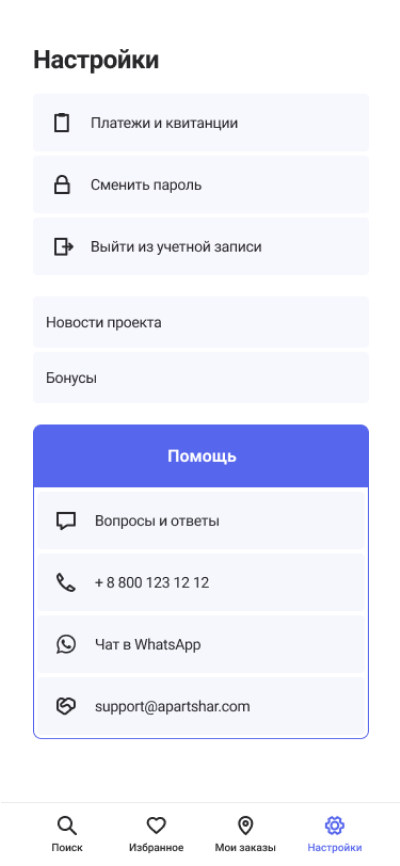 Настройки
Платежи и квитанции
Сменить пароль
Выйти из учетной записи
Новости проекта
Бонусы
Помощь
Вопросы и ответы
+ 8 800 123 12 12
Чат в WhatsApp
support@apartshar.com
Поиск
Избранное
Мои заказы
Настройки